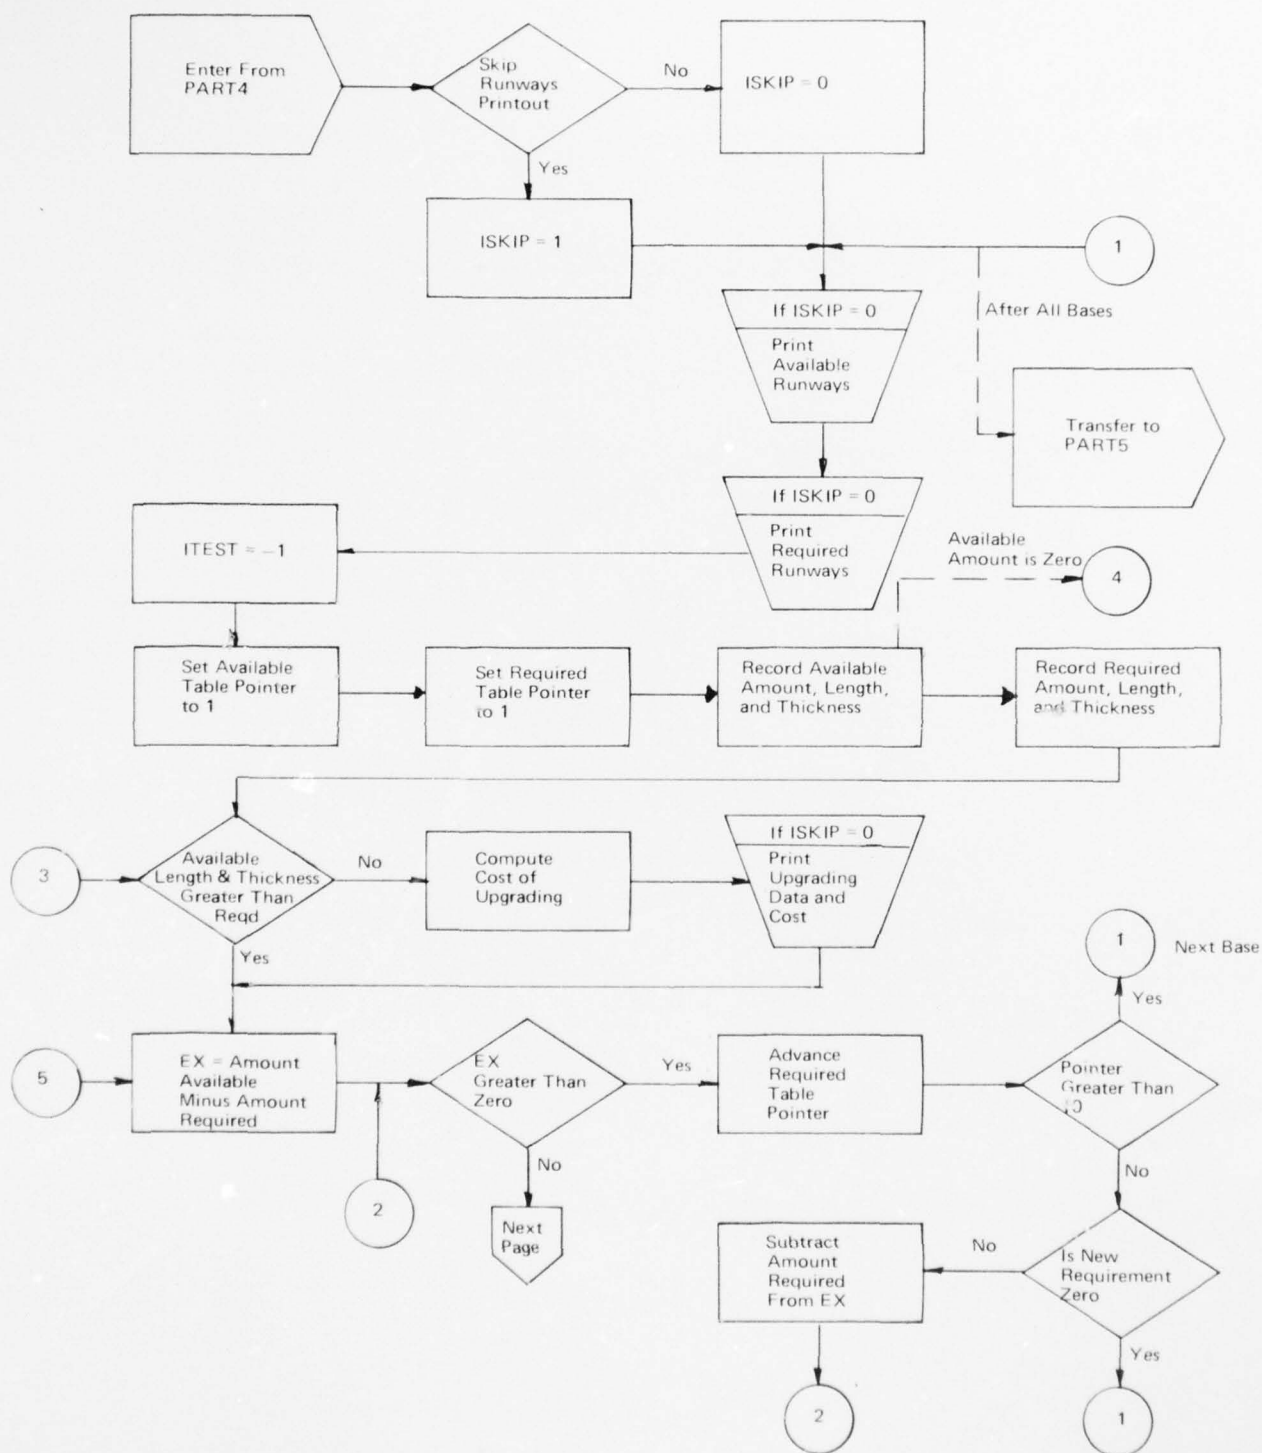 Enter From
PART4
Skip
Runways
Printout
No
ISKIP = 0
Yes
ISKIP = 1
1
If ISKIP = 0
Print
Available
Runways
After All Bases
Transfer to
PART5
If ISKIP = 0
Print
Required
Runways
ITEST = -1
Available
Amount is Zero
4
Set Available
Table Pointer
to 1
Set Required
Table Pointer
to 1
Record Available
Amount, Length,
and Thickness
Record Required
Amount, Length,
and Thickness
3
Available
Length & Thickness
Greater Than
Reqd
No
Compute
Cost of
Upgrading
If ISKIP = 0
Print
Upgrading
Data and
Cost
Yes
1
Next Base
Yes
5
EX = Amount
Available
Minus Amount
Required
EX
Greater Than
Zero
Yes
Advance
Required
Table
Pointer
Pointer
Greater Than
No
2
Next
Page
No
Subtract
Amount
Required
From EX
No
Is New
Requirement
Zero
Yes
2
1